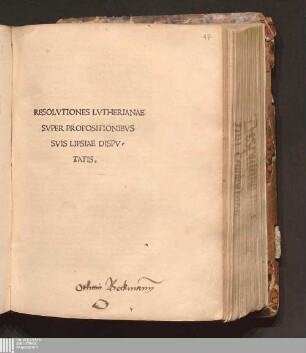 RESOLVTIONES LVTHERIANAE
SVPER PROPOSITIONIBVS
SVIS LIPSIAE DISPV-
TATIS.